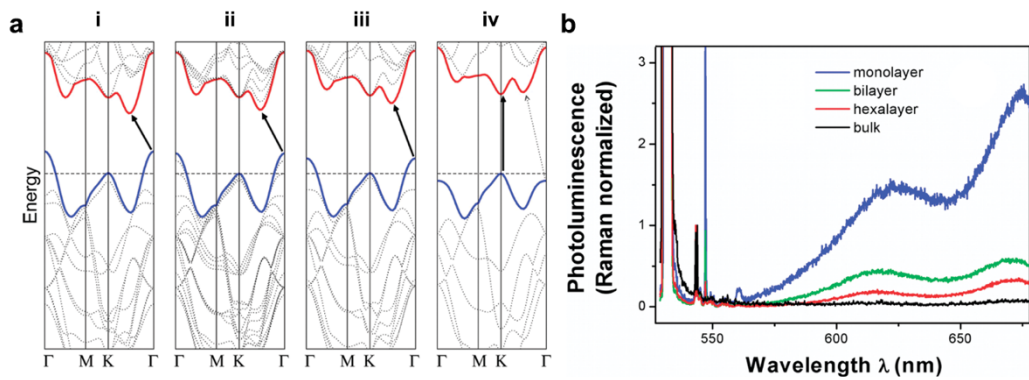 a
i
ii
iii
iv
Energy
Γ M K Γ
Γ M K Γ
Γ M K Γ
Γ M K Γ
b
Photoluminescence
(Raman normalized)
3
2
1
0
monolayer
bilayer
hexalayer
bulk
550 600 650
Wavelength λ (nm)